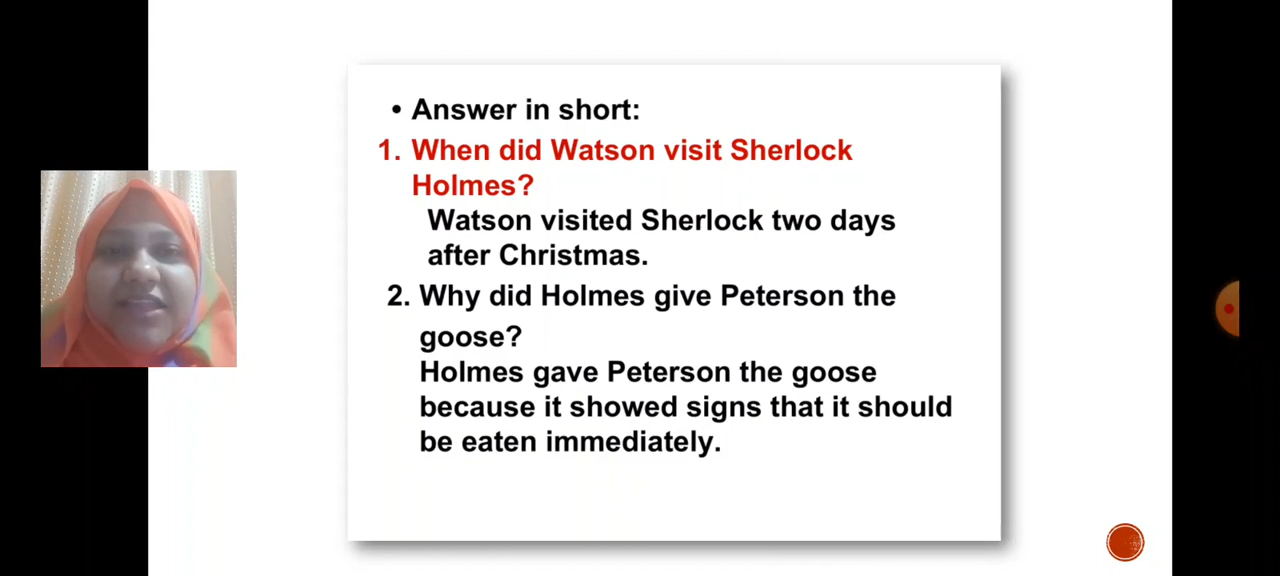 • Answer in short:
1. When did Watson visit Sherlock
Holmes?
Watson visited Sherlock two days
after Christmas.
2. Why did Holmes give Peterson the
goose?
Holmes gave Peterson the goose
because it showed signs that it should
be eaten immediately.